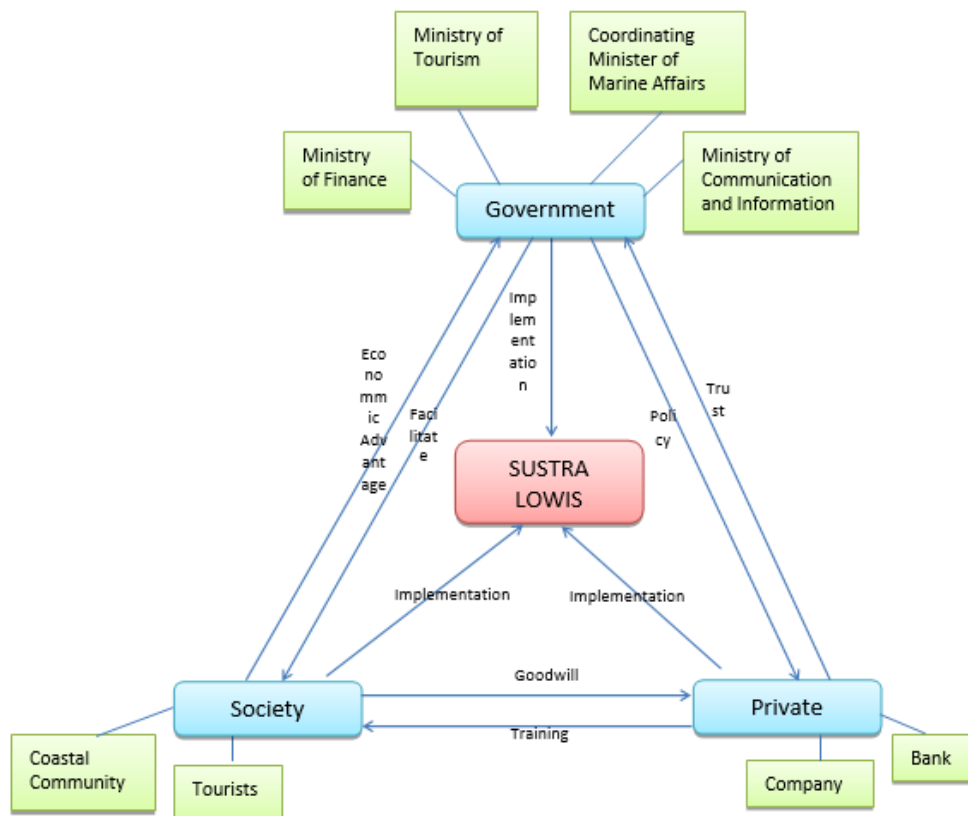 Ministry of
Tourism
Coordinating
Minister of
Marine Affairs
Ministry
of Finance
Ministry of
Communication
and Information
Government
Eco
no
mm
ic
Adv
ant
age
Faci
litat
e
Imp
lem
ent
atio
n
Poli
cy
Tru
st
SUSTRA
LOWIS
Implementation
Implementation
Goodwill
Society
Private
Training
Coastal
Community
Tourists
Company
Bank